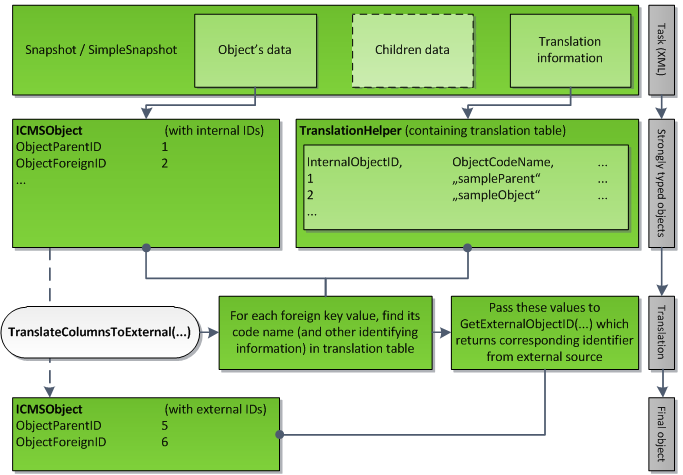 Snapshot / SimpleSnapshot
Object's data
Children data
Translation
information
Task (XML)
ICMSObject (with internal IDs)
ObjectParentID 1
ObjectForeignID 2
...
TranslationHelper (containing translation table)
InternalObjectID, ObjectCodeName, ...
1 „sampleParent“ ...
2 „sampleObject“ ...
...
Strongly typed objects
TranslateColumnsToExternal(...)
For each foreign key value, find its
code name (and other identifying
information) in translation table
Pass these values to
GetExternalObjectID(...) which
returns corresponding identifier
from external source
Translation
ICMSObject (with external IDs)
ObjectParentID 5
ObjectForeignID 6
Final object